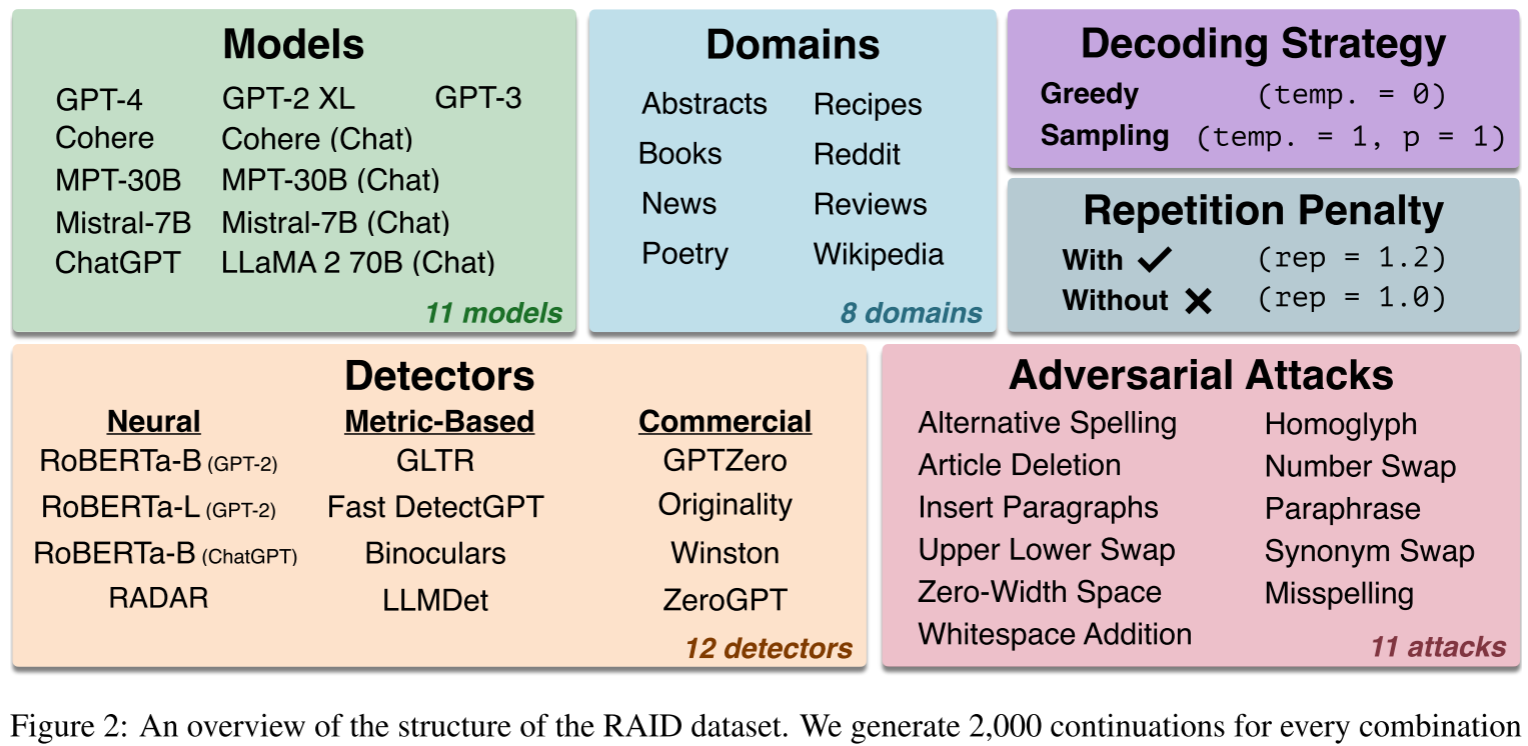 Models
GPT-4 GPT-2 XL GPT-3
Cohere Cohere (Chat)
MPT-30B MPT-30B (Chat)
Mistral-7B Mistral-7B (Chat)
ChatGPT LLaMA 2 70B (Chat)
11 models
Domains
Abstracts Recipes
Books Reddit
News Reviews
Poetry Wikipedia
8 domains
Decoding Strategy
Greedy (temp. = 0)
Sampling (temp. = 1, p = 1)
Repetition Penalty
With ✓ (rep = 1.2)
Without ✕ (rep = 1.0)
Detectors
Neural Metric-Based Commercial
RoBERTa-B (GPT-2) GLTR GPTZero
RoBERTa-L (GPT-2) Fast DetectGPT Originality
RoBERTa-B (ChatGPT) Binoculars Winston
RADAR LLMDet ZeroGPT
12 detectors
Adversarial Attacks
Alternative Spelling Homoglyph
Article Deletion Number Swap
Insert Paragraphs Paraphrase
Upper Lower Swap Synonym Swap
Zero-Width Space Misspelling
Whitespace Addition
11 attacks
Figure 2: An overview of the structure of the RAID dataset. We generate 2,000 continuations for every combination